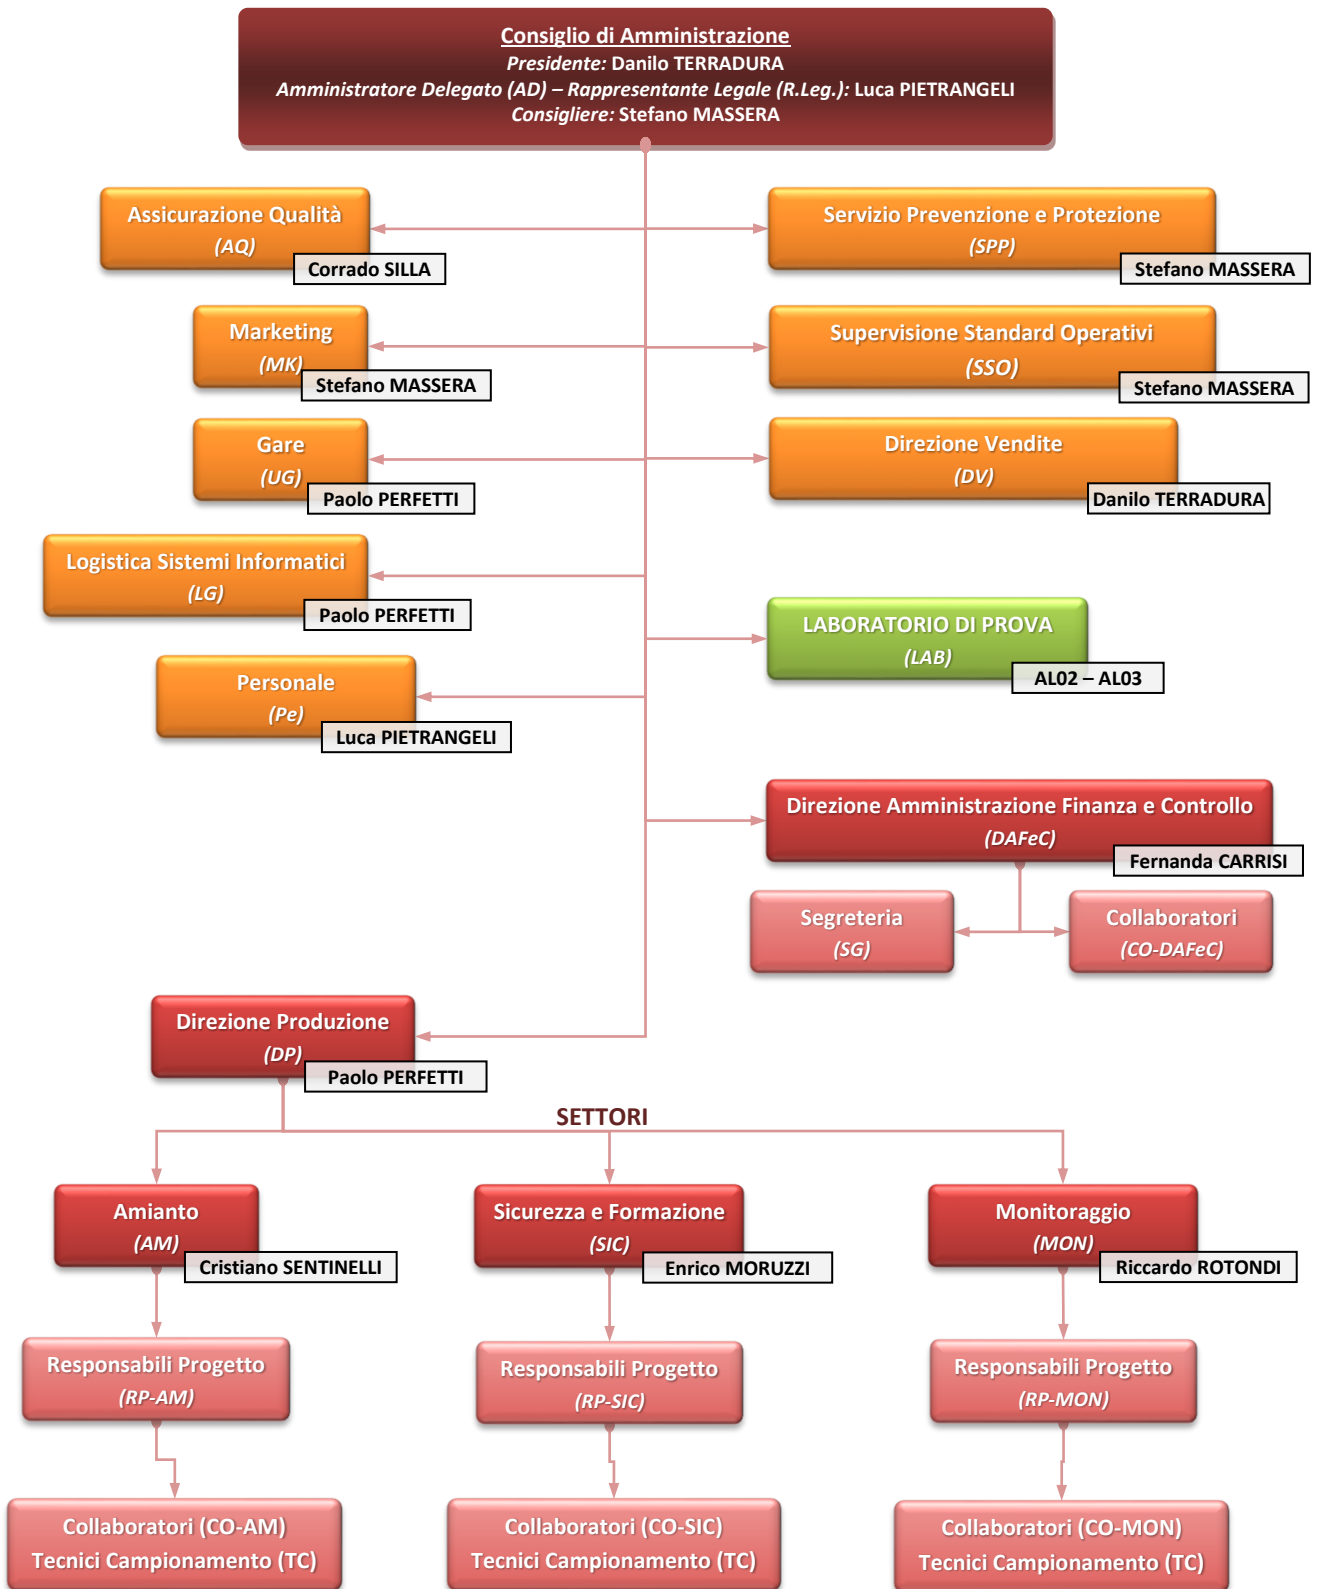 Consiglio di Amministrazione
Presidente: Danilo TERRADURA
Amministratore Delegato (AD) – Rappresentante Legale (R.Leg.): Luca PIETRANGELI
Consigliere: Stefano MASSERA
Assicurazione Qualità
(AQ)
Corrado SILLA
Servizio Prevenzione e Protezione
(SPP)
Stefano MASSERA
Marketing
(MK)
Stefano MASSERA
Supervisione Standard Operativi
(SSO)
Stefano MASSERA
Gare
(UG)
Paolo PERFETTI
Direzione Vendite
(DV)
Danilo TERRADURA
Logistica Sistemi Informatici
(LG)
Paolo PERFETTI
LABORATORIO DI PROVA
(LAB)
AL02 – AL03
Personale
(Pe)
Luca PIETRANGELI
Direzione Amministrazione Finanza e Controllo
(DAFeC)
Fernanda CARRISI
Segreteria
(SG)
Collaboratori
(CO-DAFeC)
Direzione Produzione
(DP)
Paolo PERFETTI
SETTORI
Amianto
(AM)
Cristiano SENTINELLI
Sicurezza e Formazione
(SIC)
Enrico MORUZZI
Monitoraggio
(MON)
Riccardo ROTONDI
Responsabili Progetto
(RP-AM)
Responsabili Progetto
(RP-SIC)
Responsabili Progetto
(RP-MON)
Collaboratori (CO-AM)
Tecnici Campionamento (TC)
Collaboratori (CO-SIC)
Tecnici Campionamento (TC)
Collaboratori (CO-MON)
Tecnici Campionamento (TC)